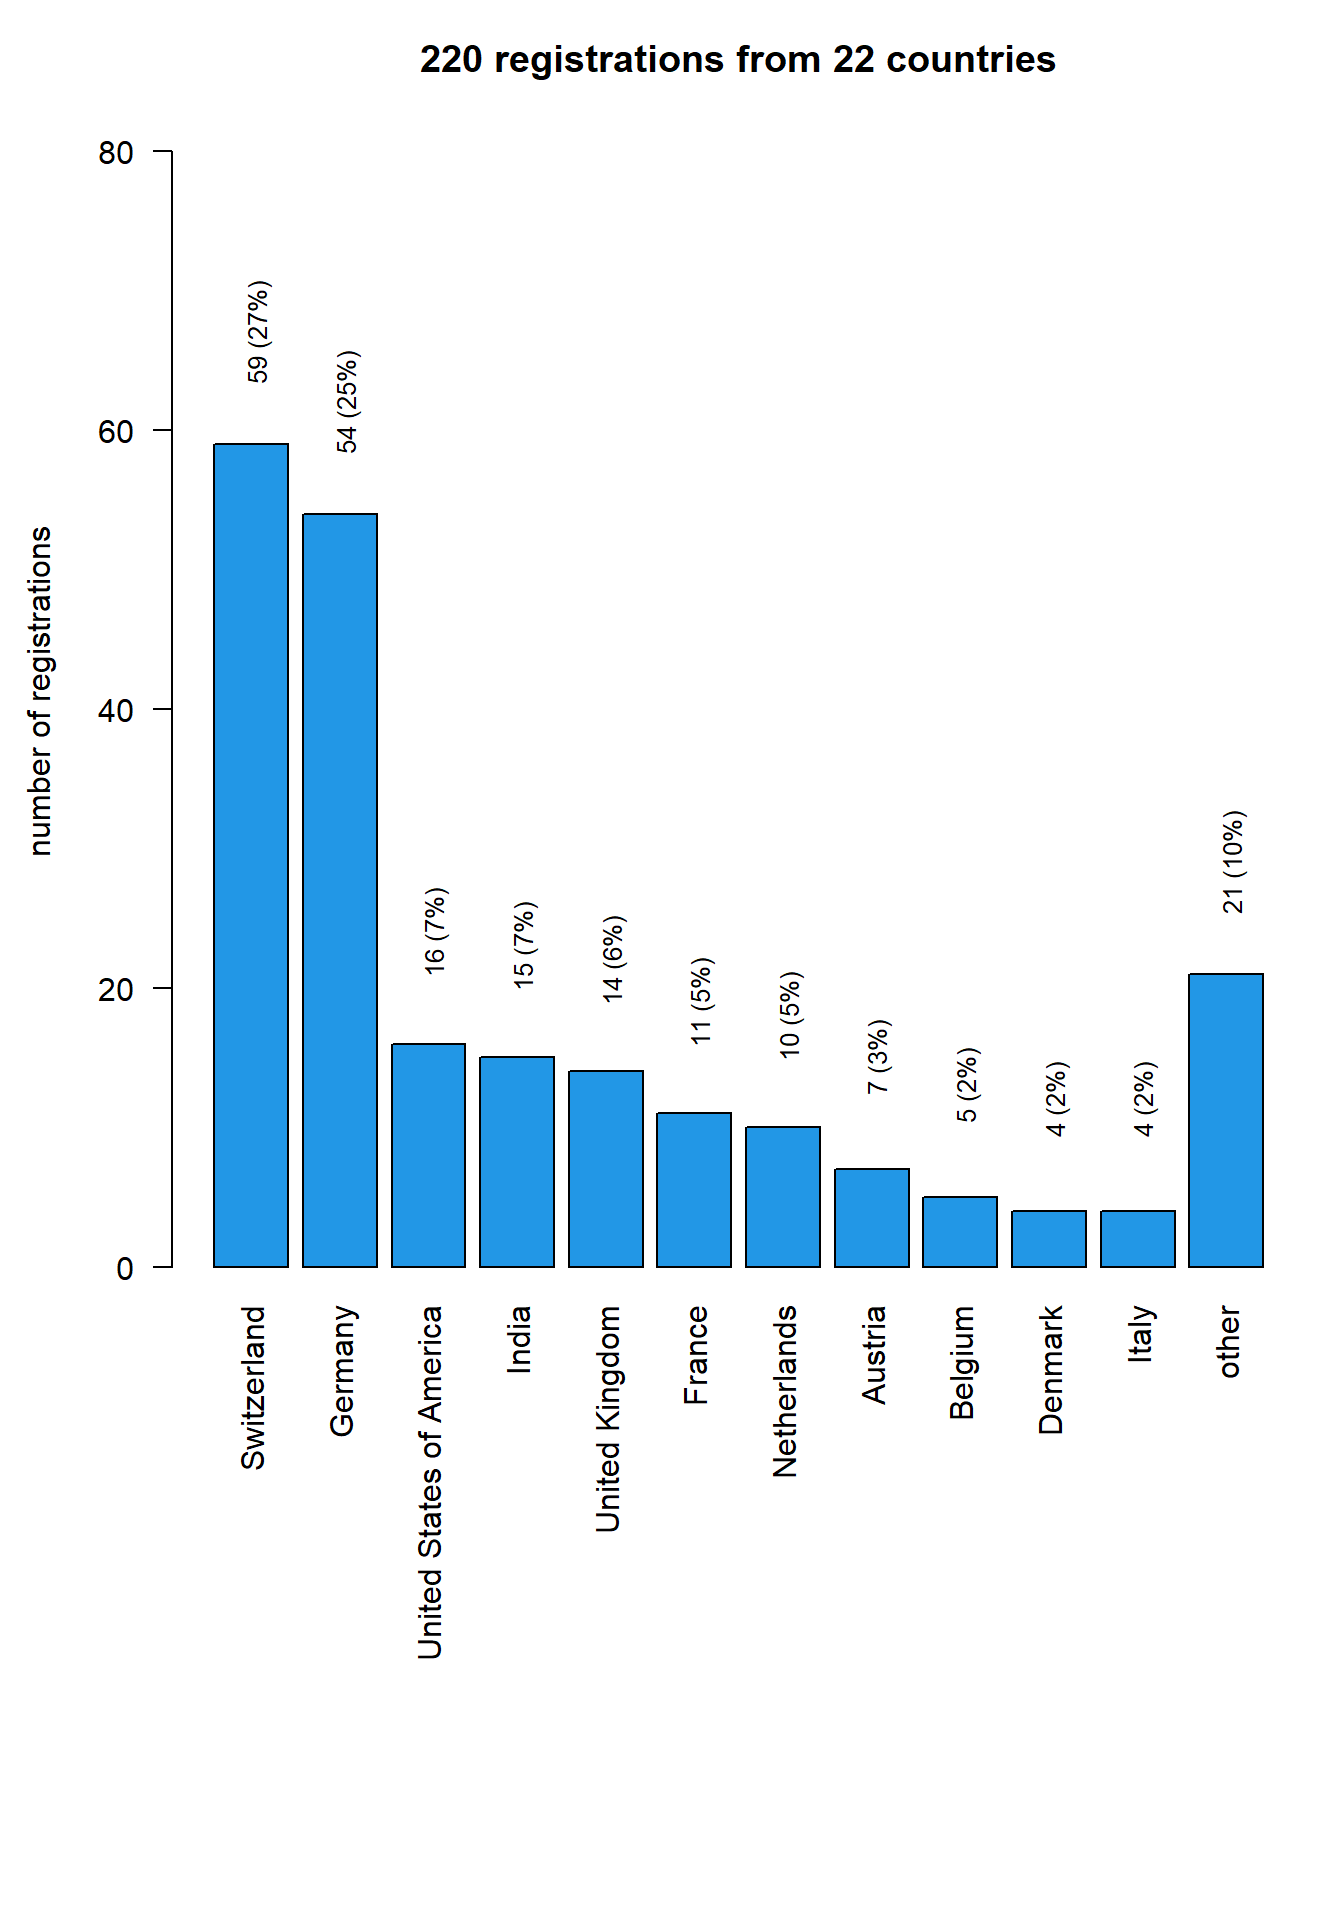 220 registrations from 22 countries
number of registrations
80
60
40
20
0
59 (27%)
54 (25%)
16 (7%)
15 (7%)
14 (6%)
11 (5%)
10 (5%)
7 (3%)
5 (2%)
4 (2%)
4 (2%)
21 (10%)
Switzerland
Germany
United States of America
India
United Kingdom
France
Netherlands
Austria
Belgium
Denmark
Italy
other